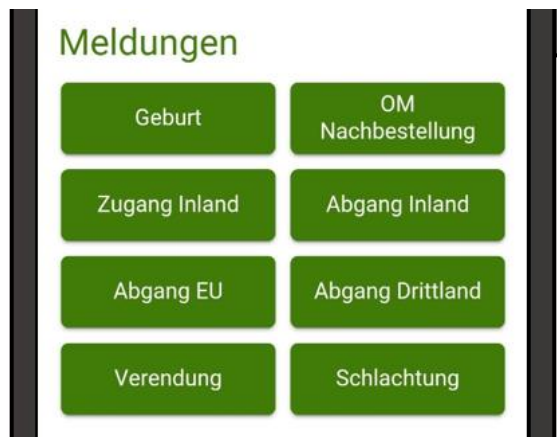 Meldungen
Geburt
OM
Nachbestellung
Zugang Inland
Abgang Inland
Abgang EU
Abgang Drittland
Verendung
Schlachtung